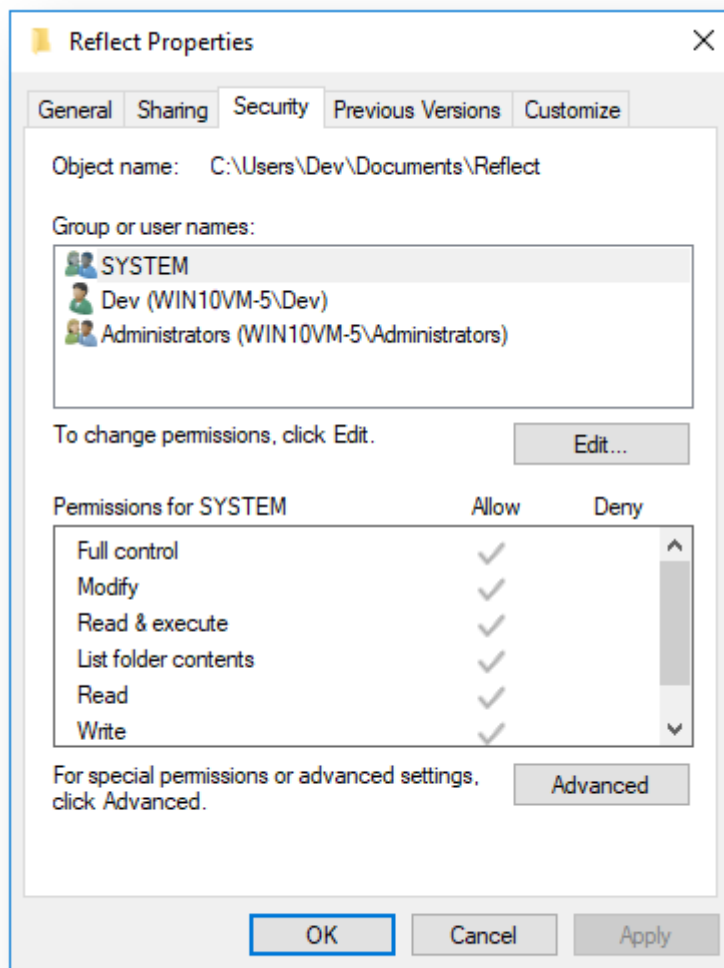 Reflect Properties
General Sharing Security Previous Versions Customize
Object name: C:\Users\Dev\Documents\Reflect
Group or user names:
SYSTEM
Dev (WIN10VM-5\Dev)
Administrators (WIN10VM-5\Administrators)
To change permissions, click Edit.
Edit...
Permissions for SYSTEM Allow Deny
Full control
Modify
Read & execute
List folder contents
Read
Write
For special permissions or advanced settings,
click Advanced.
Advanced
OK Cancel Apply